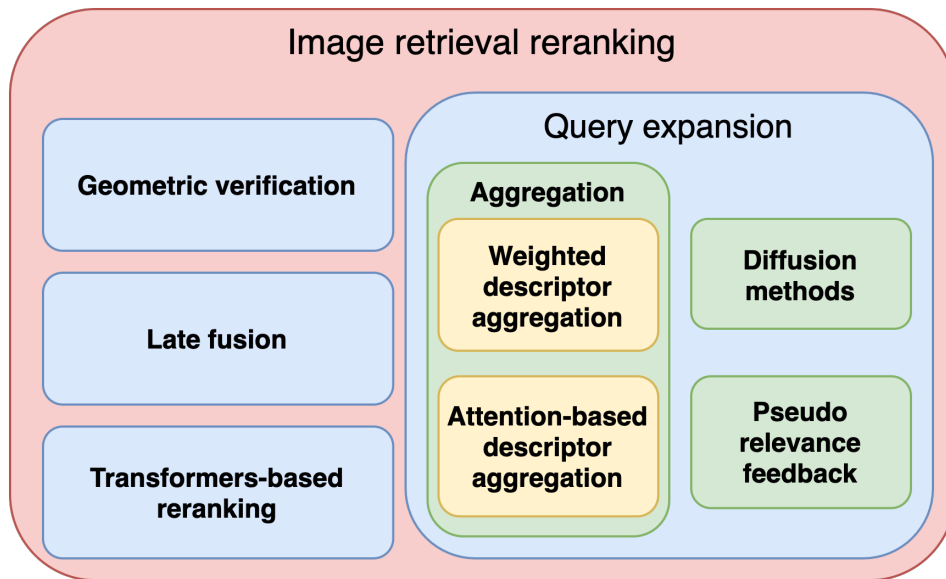 Image retrieval reranking
Geometric verification
Late fusion
Transformers-based
reranking
Query expansion
Aggregation
Weighted
descriptor
aggregation
Attention-based
descriptor
aggregation
Diffusion
methods
Pseudo
relevance
feedback